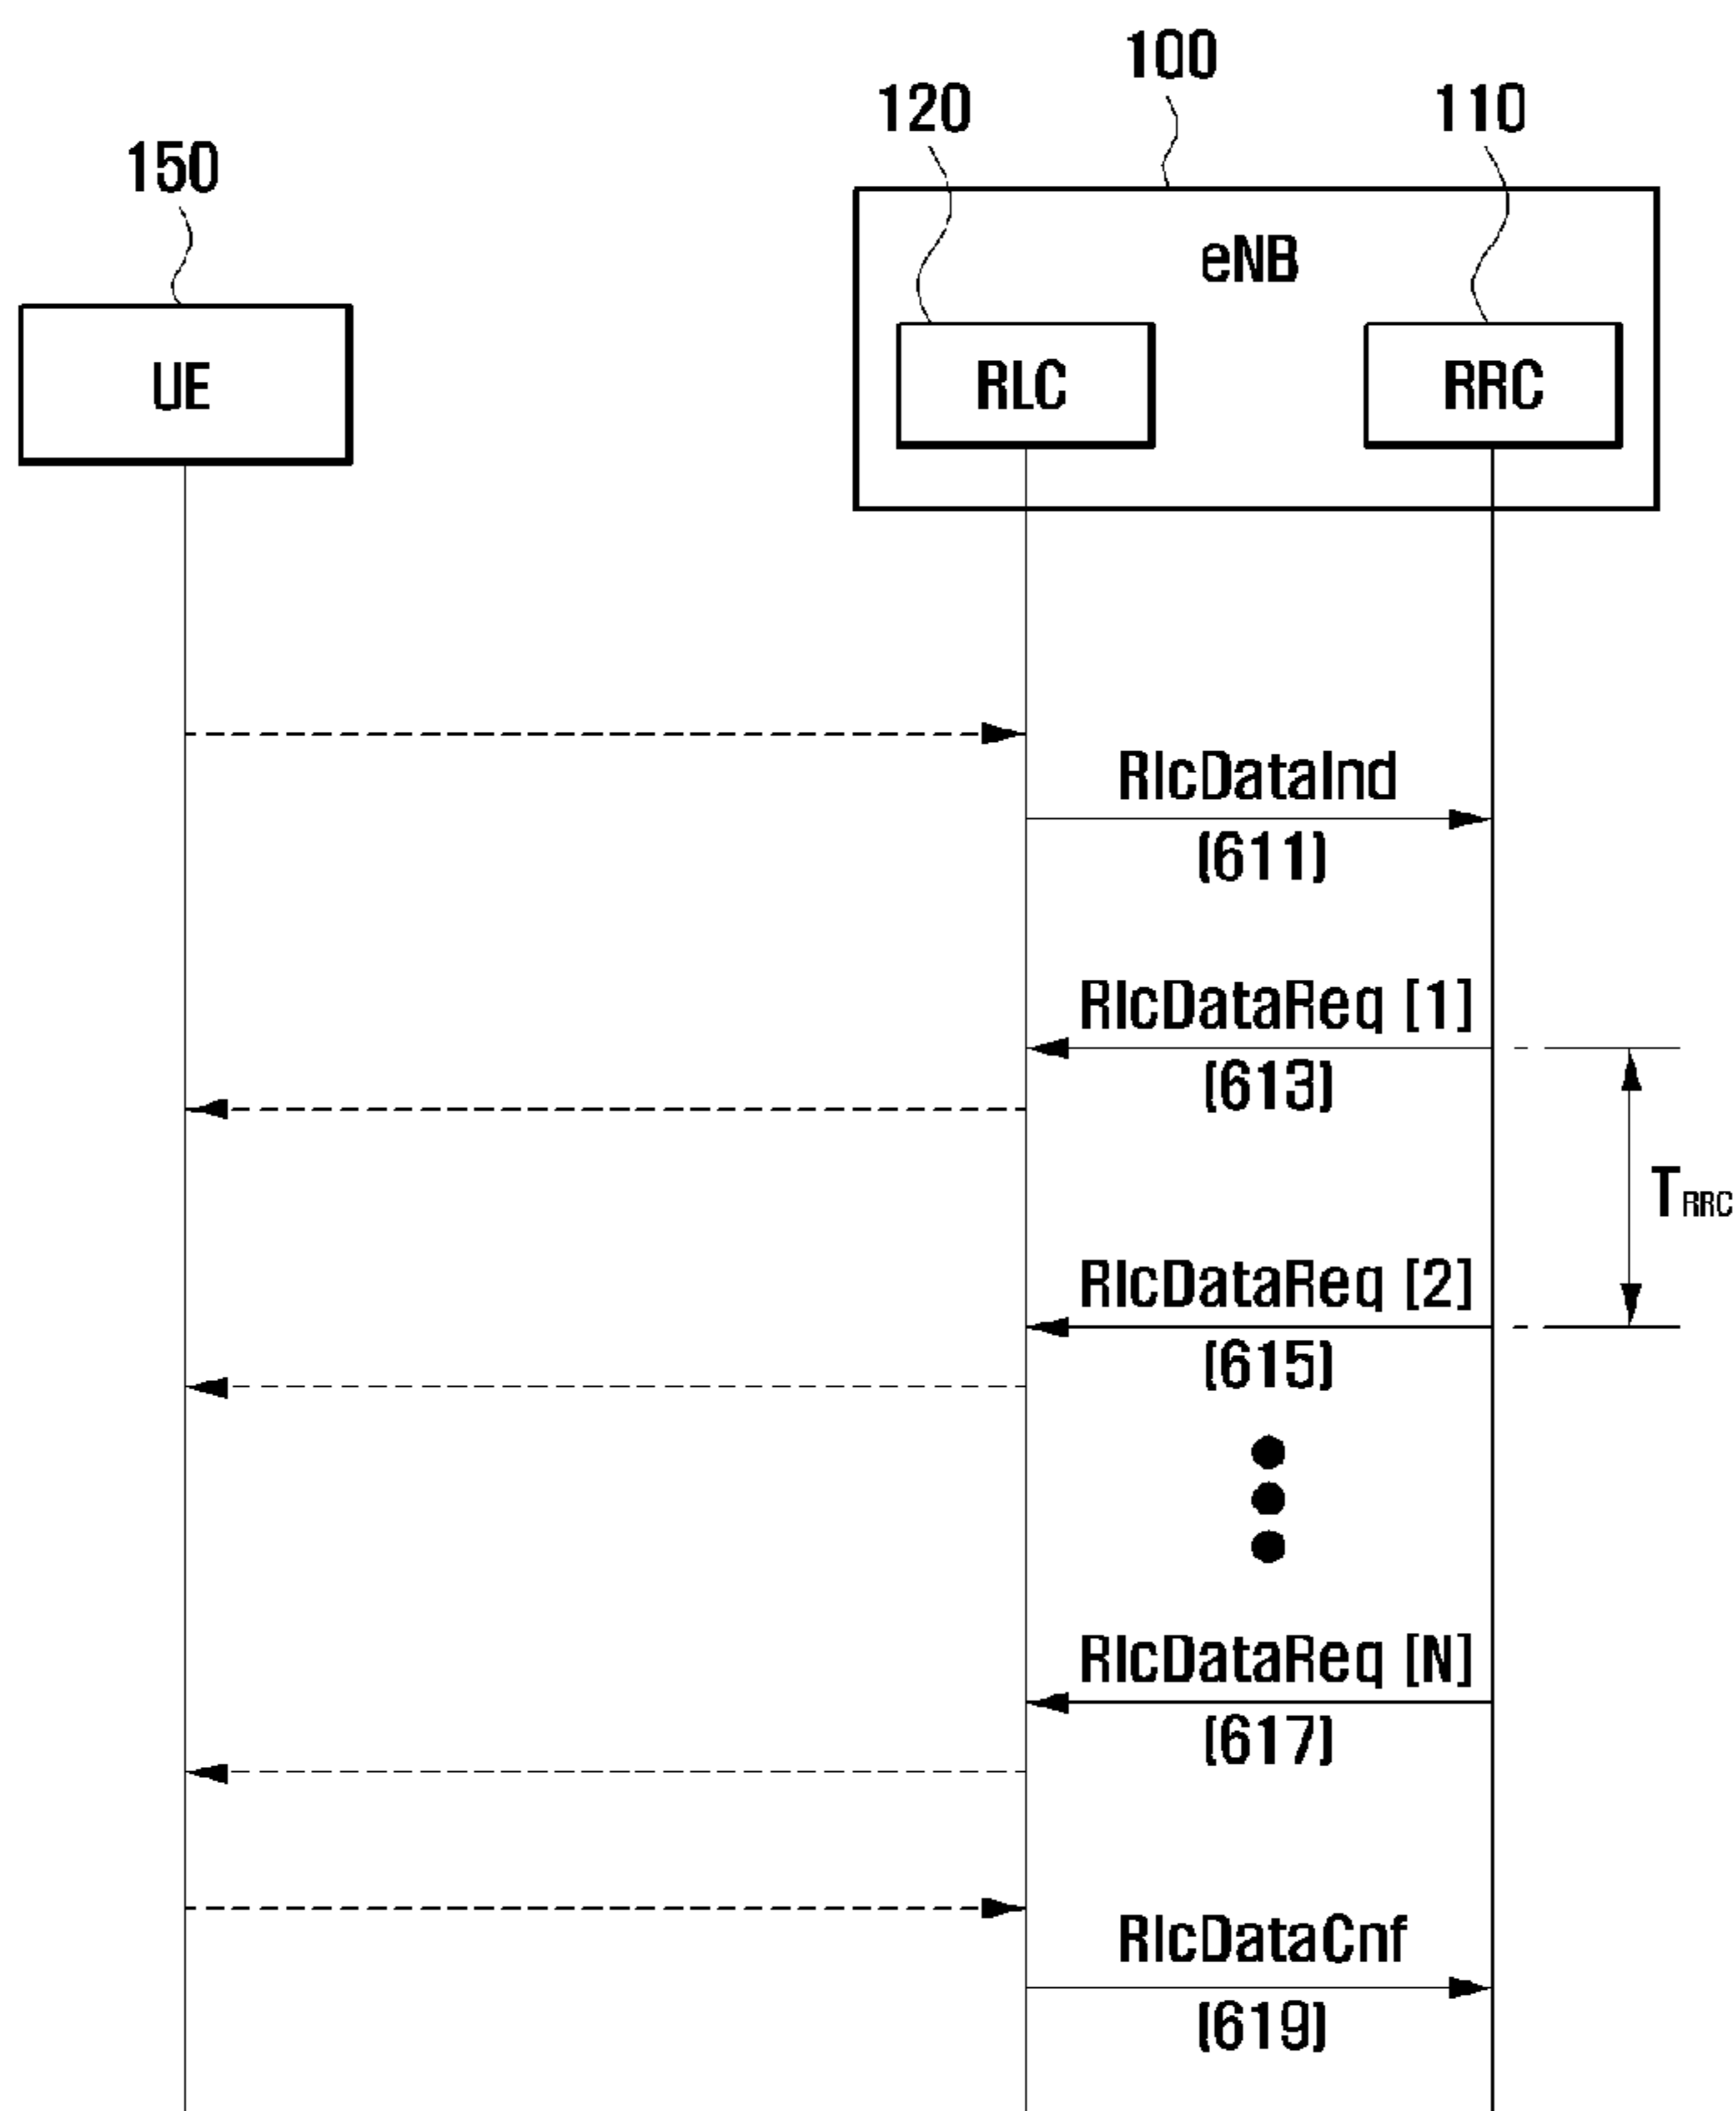 100
120
110
150
eNB
UE
RLC
RRC
RlcDataInd
(611)
RlcDataReq [1]
(613)
TRRC
RlcDataReq [2]
(615)
RlcDataReq [N]
(617)
RlcDataCnf
(619)